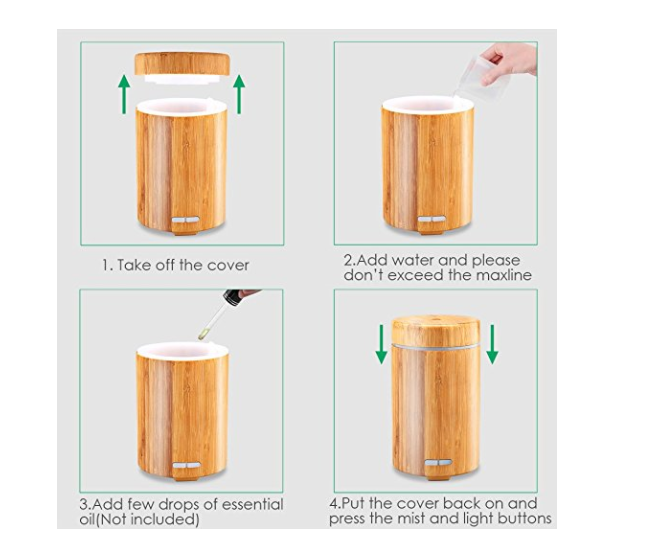 1. Take off the cover
2.Add water and please
don't exceed the maxline
3.Add few drops of essential
oil(Not included)
4.Put the cover back on and
press the mist and light buttons